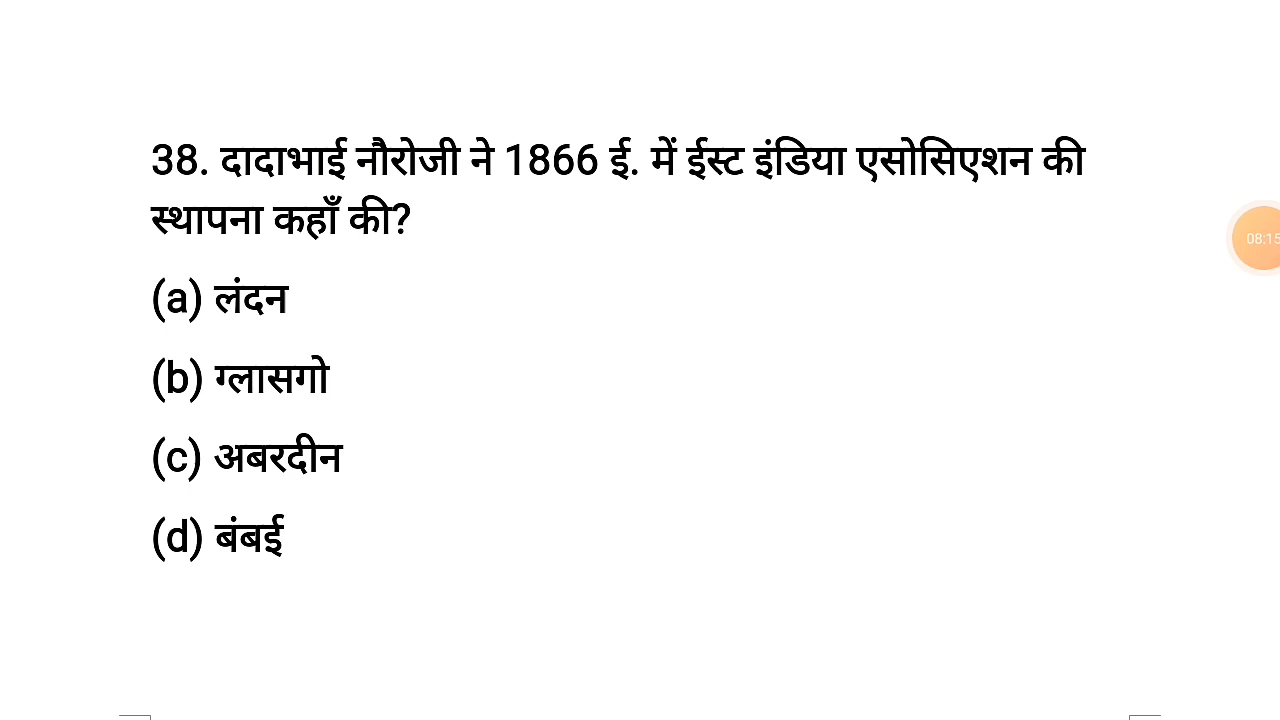 38. दादाभाई नौरोजी ने 1866 ई. में ईस्ट इंडिया एसोसिएशन की
स्थापना कहाँ की?
(a) लंदन
(b) ग्लासगो
(c) अबरदीन
(d) बंबई
08:15